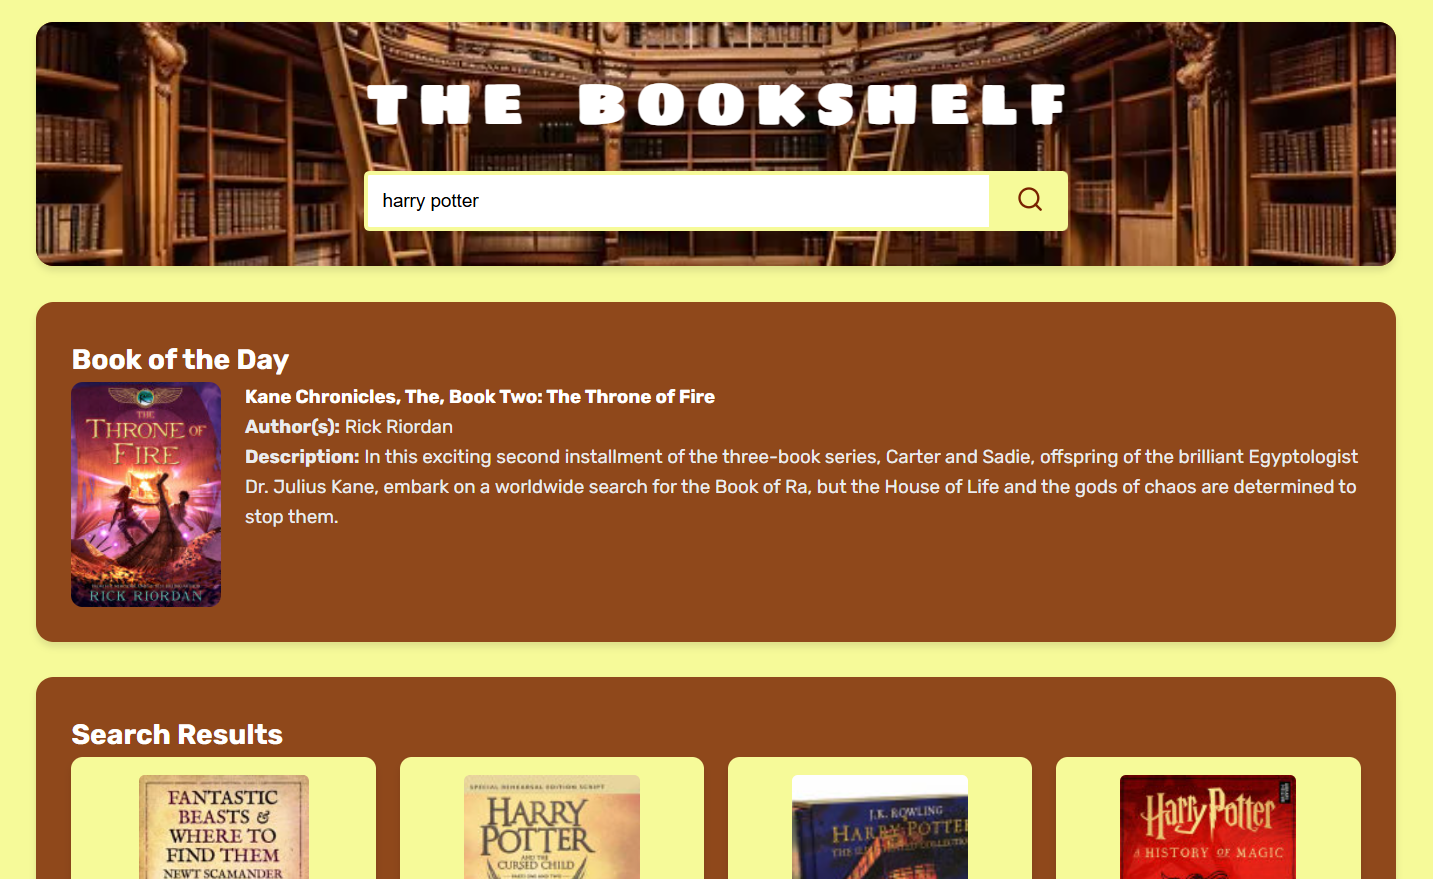 THE BOOKSHELF
harry potter
Book of the Day
THE
THRONE OF
FIRE
RICK RIORDAN
Kane Chronicles, The, Book Two: The Throne of Fire
Author(s): Rick Riordan
Description: In this exciting second installment of the three-book series, Carter and Sadie, offspring of the brilliant Egyptologist
Dr. Julius Kane, embark on a worldwide search for the Book of Ra, but the House of Life and the gods of chaos are determined to
stop them.
Search Results
FANTASTIC
BEASTS &
WHERE TO
FIND THEM
NEWT SCAMANDER
SPECIAL REHEARSAL EDITION SCRIPT
HARRY
POTTER
AND THE
CURSED CHILD
PARTS ONE AND TWO
J.K. ROWLING
HARRY POTTER
Harry Potter
A HISTORY OF MAGIC